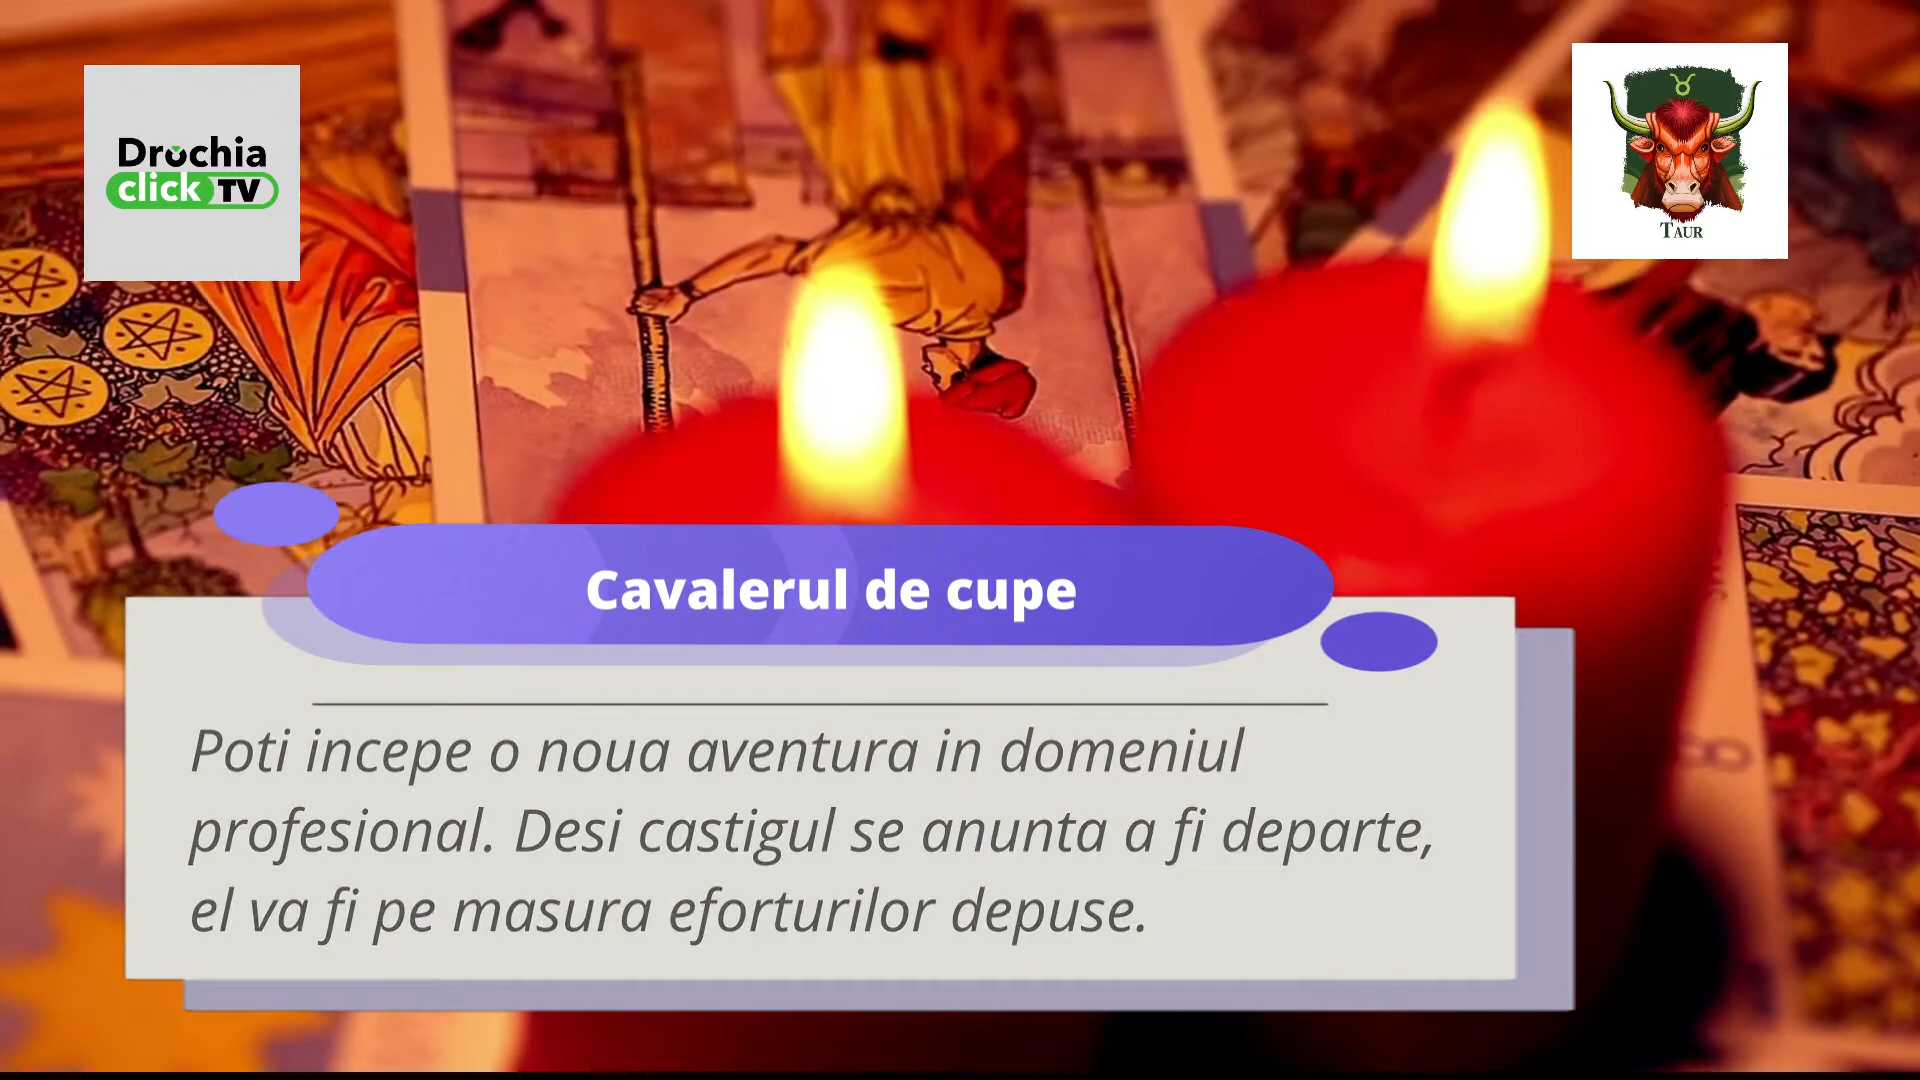 Drochia
click TV
TAUR
Cavalerul de cupe
Poti incepe o noua aventura in domeniul
profesional. Desi castigul se anunta a fi departe,
el va fi pe masura eforturilor depuse.